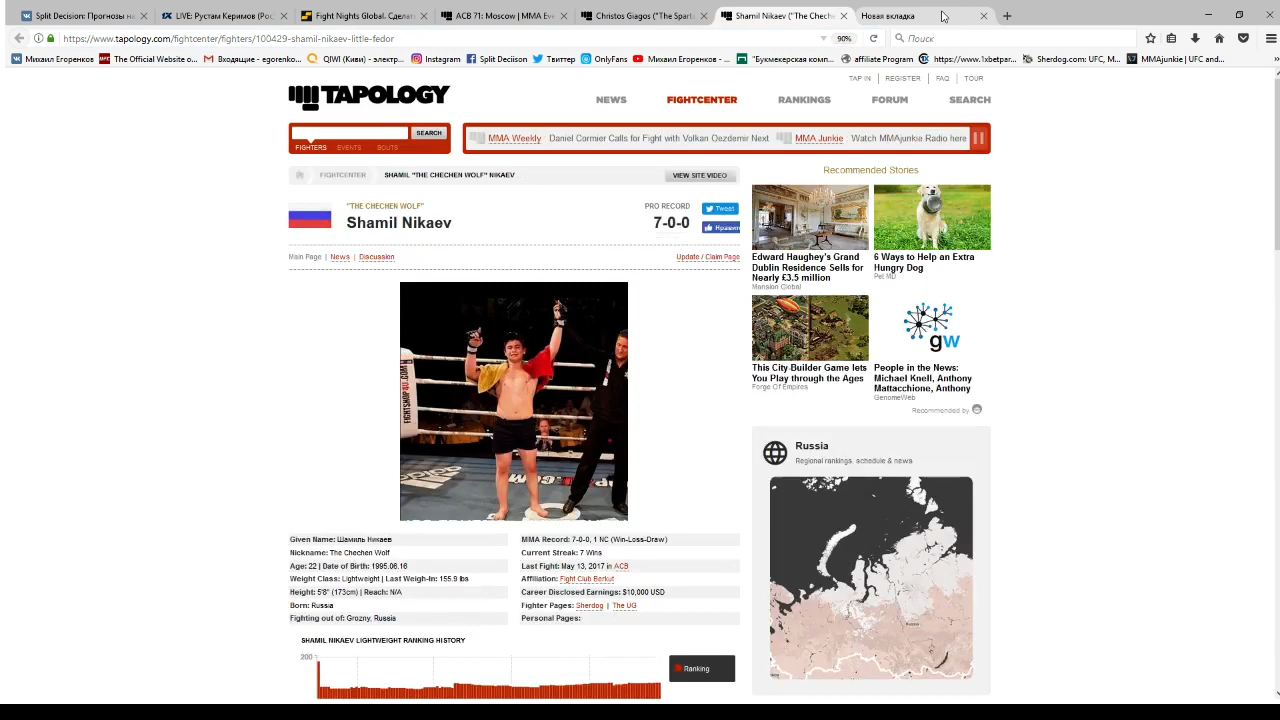 Split Decision: Прогнозы на
LIVE: Рустам Керимов (Рос
Fight Nights Global. Сделат
ACB 71: Moscow | MMA Eve
Christos Giagos ("The Sparta
Shamil Nikaev ("The Cheche
Новая вкладка
https://www.tapology.com/fightcenter/fighters/100429-shamil-nikaev-little-fedor
90%
Поиск
Михаил Егоренков ...
The Official Website o...
Входящие - egorenko...
QIWI (Киви) - электр...
Instagram
Split Deciison
Твиттер
OnlyFans
Михаил Егоренков - ...
"Букмекерская комп...
affiliate Program
https://www.1xbetpar...
Sherdog.com: UFC, M...
MMAjunkie | UFC and...
TAP IN | REGISTER | FAQ | TOUR
TAPOLOGY
NEWS
FIGHTCENTER
RANKINGS
FORUM
SEARCH
SEARCH
FIGHTERS
EVENTS
BOUTS
MMA Weekly
Daniel Cormier Calls for Fight with Volkan Oezdemir Next
MMA Junkie
Watch MMAjunkie Radio here
FIGHTCENTER
SHAMIL "THE CHECHEN WOLF" NIKAEV
VIEW SITE VIDEO
"THE CHECHEN WOLF"
Shamil Nikaev
PRO RECORD
7-0-0
Tweet
Нравится
Main Page | News | Discussion
Update / Claim Page
Given Name: Шамиль Никаев
Nickname: The Chechen Wolf
Age: 22 | Date of Birth: 1995.06.16
Weight Class: Lightweight | Last Weigh-In: 155.9 lbs
Height: 5'8" (173cm) | Reach: N/A
Born: Russia
Fighting out of: Grozny, Russia
MMA Record: 7-0-0, 1 NC (Win-Loss-Draw)
Current Streak: 7 Wins
Last Fight: May 13, 2017 in ACB
Affiliation: Fight Club Berkut
Career Disclosed Earnings: $10,000 USD
Fighter Pages: Sherdog | The UG
Personal Pages:
SHAMIL NIKAEV LIGHTWEIGHT RANKING HISTORY
200
Ranking
Recommended Stories
Edward Haughey's Grand
Dublin Residence Sells for
Nearly £3.5 million
Mansion Global
6 Ways to Help an Extra
Hungry Dog
Pet MD
This City-Builder Game lets
You Play through the Ages
Forge Of Empires
gw
People in the News:
Michael Knell, Anthony
Mattacchione, Anthony
GenomeWeb
Recommended by
Russia
Regional rankings, schedule & news
Russia